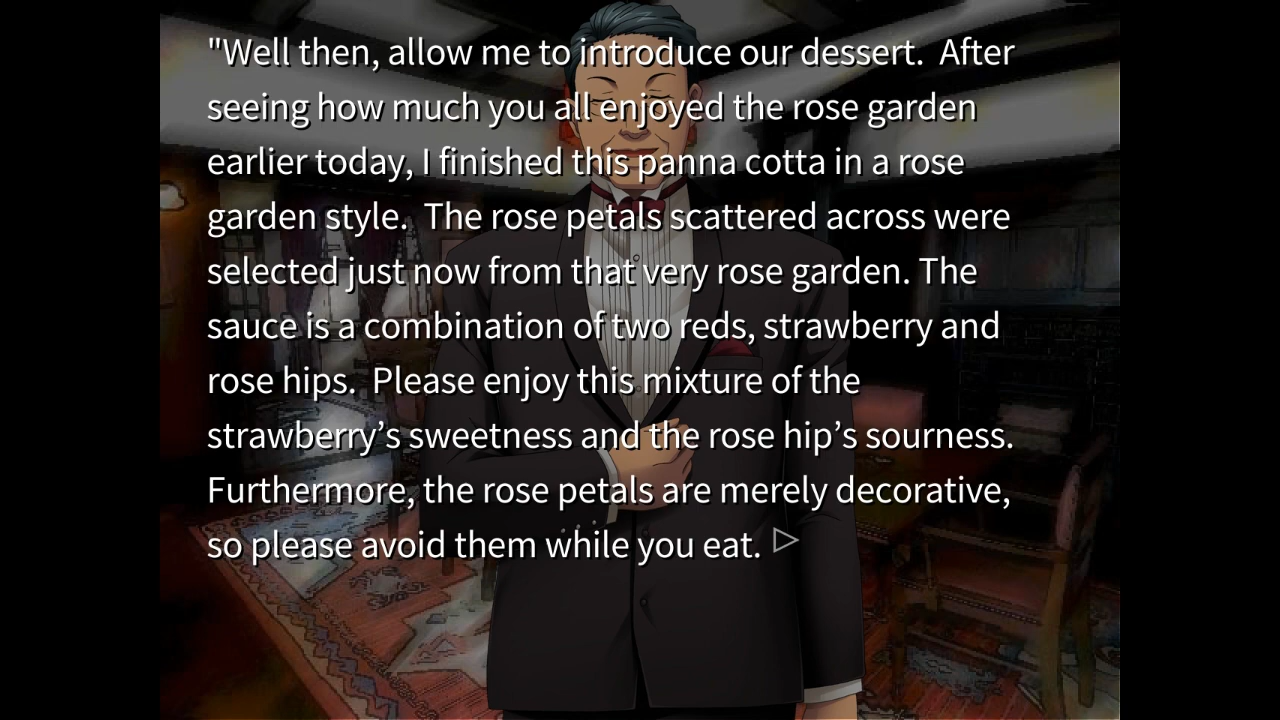 "Well then, allow me to introduce our dessert.  After
seeing how much you all enjoyed the rose garden
earlier today, I finished this panna cotta in a rose
garden style.  The rose petals scattered across were
selected just now from that very rose garden. The
sauce is a combination of two reds, strawberry and
rose hips.  Please enjoy this mixture of the
strawberry’s sweetness and the rose hip’s sourness.
Furthermore, the rose petals are merely decorative,
so please avoid them while you eat.